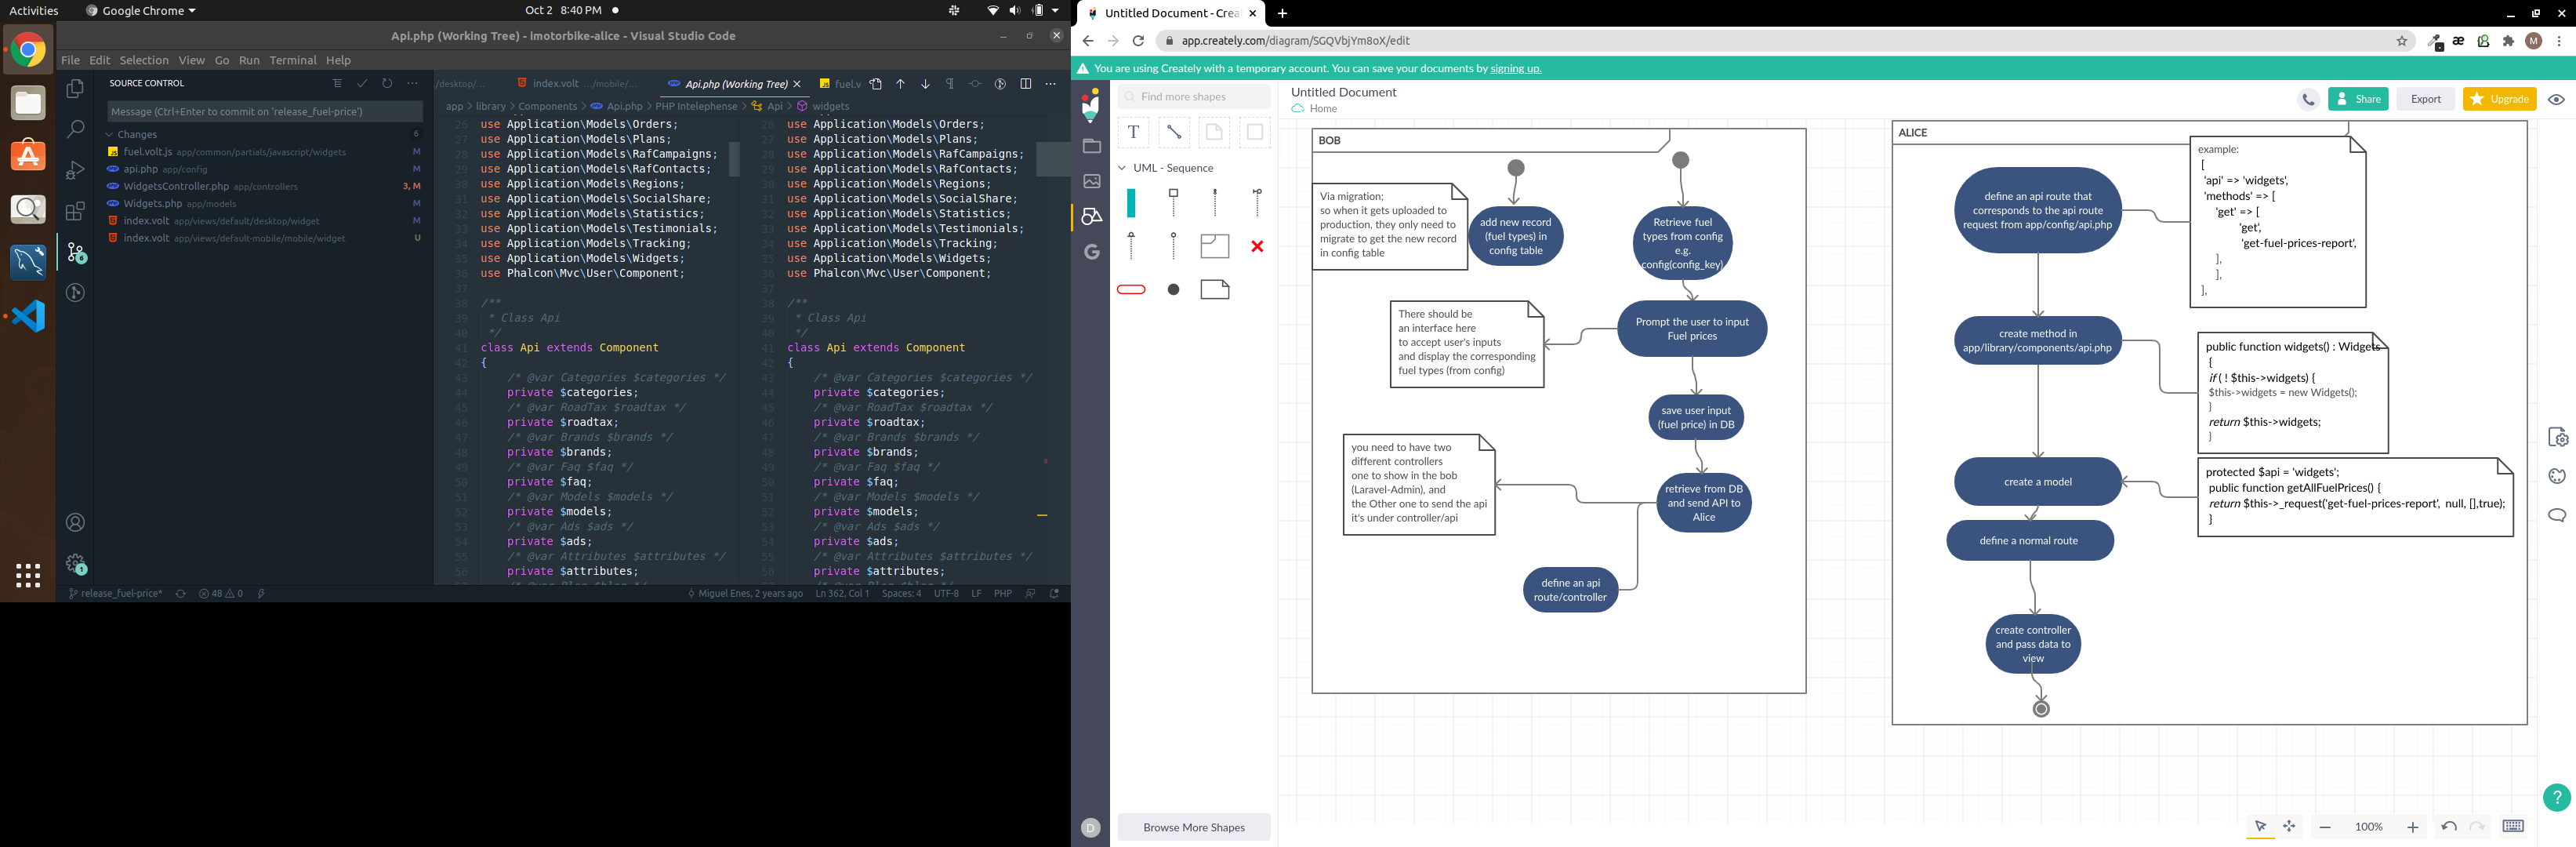 Activities
Google Chrome
Oct 2 8:40 PM
Api.php (Working Tree) - imotorbike-alice - Visual Studio Code
File Edit Selection View Go Run Terminal Help
SOURCE CONTROL
Message (Ctrl+Enter to commit on 'release_fuel-price')
Changes 6
fuel.volt.js app/common/partials/javascript/widgets M
api.php app/config M
WidgetsController.php app/controllers 3, M
Widgets.php app/models M
index.volt app/views/default/desktop/widget M
index.volt app/views/default-mobile/mobile/widget U
/desktop/... index.volt .../mobile/... Api.php (Working Tree) fuel.v
app > library > Components > Api.php > PHP Intelephense > Api > widgets
26 use Application\Models\Orders; 26 use Application\Models\Orders;
27 use Application\Models\Plans; 27 use Application\Models\Plans;
28 use Application\Models\RafCampaigns; 28 use Application\Models\RafCampaigns;
29 use Application\Models\RafContacts; 29 use Application\Models\RafContacts;
30 use Application\Models\Regions; 30 use Application\Models\Regions;
31 use Application\Models\SocialShare; 31 use Application\Models\SocialShare;
32 use Application\Models\Statistics; 32 use Application\Models\Statistics;
33 use Application\Models\Testimonials; 33 use Application\Models\Testimonials;
34 use Application\Models\Tracking; 34 use Application\Models\Tracking;
35 use Application\Models\Widgets; 35 use Application\Models\Widgets;
36 use Phalcon\Mvc\User\Component; 36 use Phalcon\Mvc\User\Component;
37 37
38 /** 38 /**
39 * Class Api 39 * Class Api
40 */ 40 */
41 class Api extends Component 41 class Api extends Component
42 { 42 {
43 /* @var Categories $categories */ 43 /* @var Categories $categories */
44 private $categories; 44 private $categories;
45 /* @var RoadTax $roadtax */ 45 /* @var RoadTax $roadtax */
46 private $roadtax; 46 private $roadtax;
47 /* @var Brands $brands */ 47 /* @var Brands $brands */
48 private $brands; 48 private $brands;
49 /* @var Faq $faq */ 49 /* @var Faq $faq */
50 private $faq; 50 private $faq;
51 /* @var Models $models */ 51 /* @var Models $models */
52 private $models; 52 private $models;
53 /* @var Ads $ads */ 53 /* @var Ads $ads */
54 private $ads; 54 private $ads;
55 /* @var Attributes $attributes */ 55 /* @var Attributes $attributes */
56 private $attributes; 56 private $attributes;
release_fuel-price* 48 0 Miguel Enes, 2 years ago Ln 362, Col 1 Spaces: 4 UTF-8 LF PHP
Untitled Document - Crea
app.creately.com/diagram/SGQVbjYm8oX/edit
M
You are using Creately with a temporary account. You can save your documents by signing up.
Find more shapes
T
UML - Sequence
Browse More Shapes
D
Untitled Document
Home
Share
Export
Upgrade
BOB
Via migration;
so when it gets uploaded to
production, they only need to
migrate to get the new record
in config table
add new record
(fuel types) in
config table
Retrieve fuel
types from config
e.g.
config(config_key)
There should be
an interface here
to accept user's inputs
and display the corresponding
fuel types (from config)
Prompt the user to input
Fuel prices
save user input
(fuel price) in DB
you need to have two
different controllers
one to show in the bob
(Laravel-Admin), and
the Other one to send the api
it's under controller/api
retrieve from DB
and send API to
Alice
define an api
route/controller
ALICE
define an api route that
corresponds to the api route
request from app/config/api.php
example:
[
'api' => 'widgets',
'methods' => [
'get' => [
'get',
'get-fuel-prices-report',
],
],
],
create method in
app/library/components/api.php
public function widgets() : Widgets
{
if( ! $this->widgets) {
$this->widgets = new Widgets();
}
return $this->widgets;
}
create a model
protected $api = 'widgets';
public function getAllFuelPrices() {
return $this->_request('get-fuel-prices-report', null, [],true);
}
define a normal route
create controller
and pass data to
view
100%
?